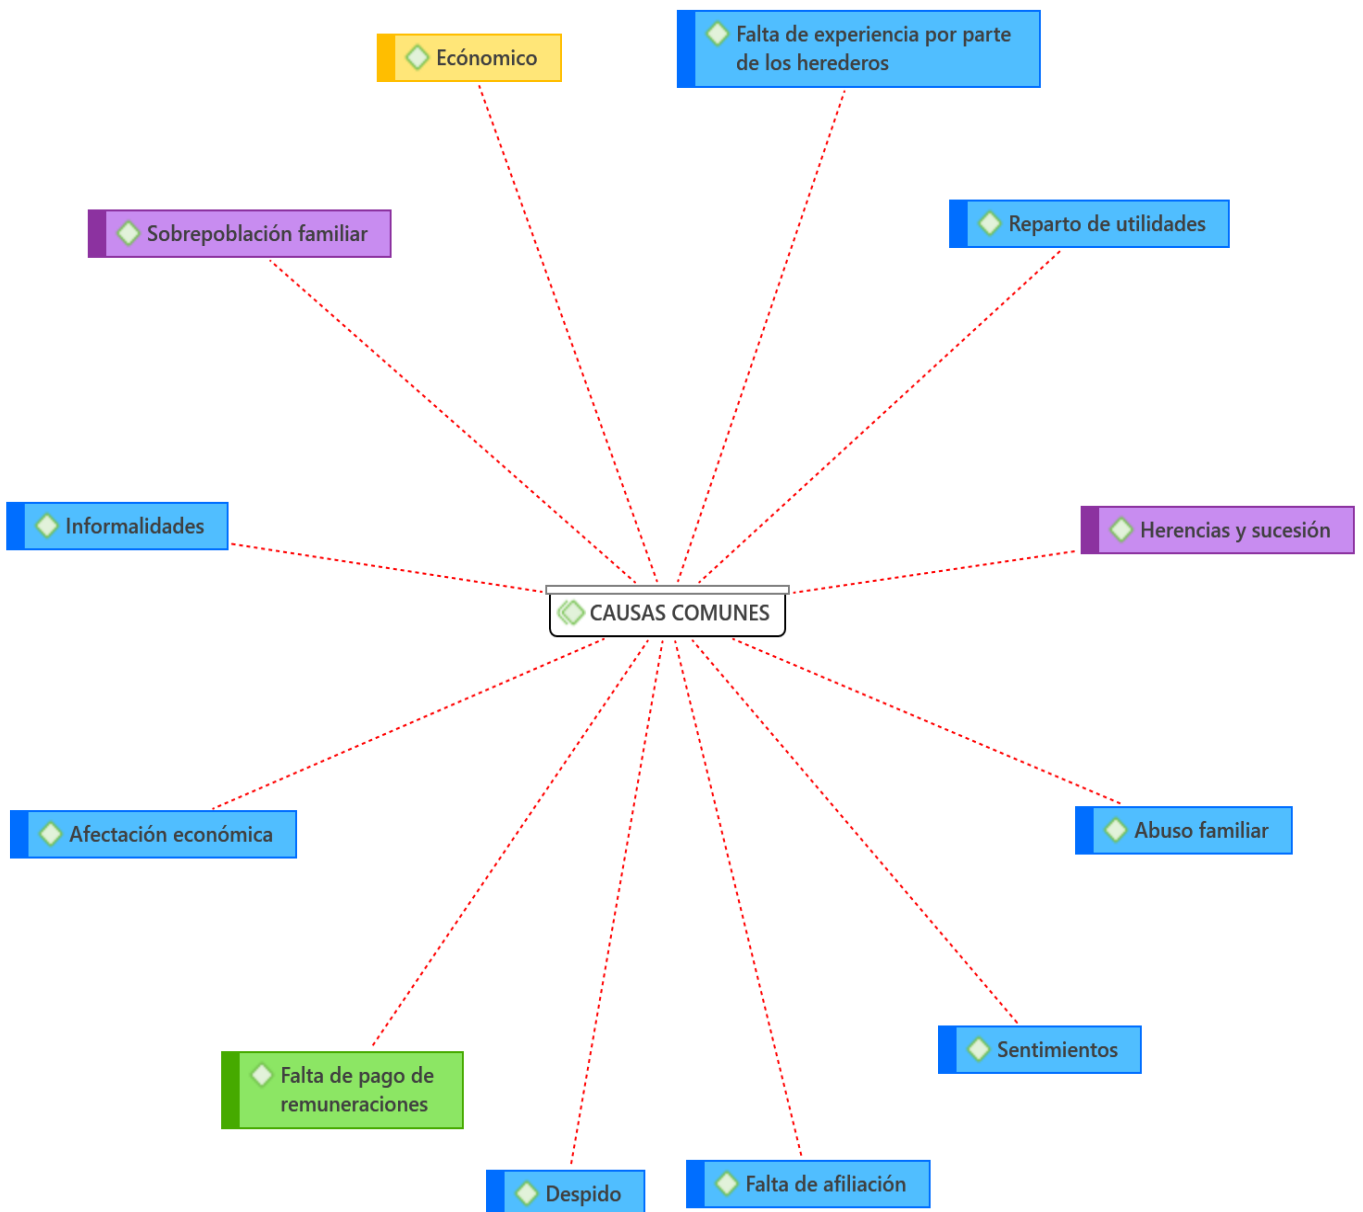 Falta de experiencia por parte
de los herederos
Ecónomico
Reparto de utilidades
Sobrepoblación familiar
Informalidades
Herencias y sucesión
CAUSAS COMUNES
Afectación económica
Abuso familiar
Sentimientos
Falta de pago de
remuneraciones
Falta de afiliación
Despido